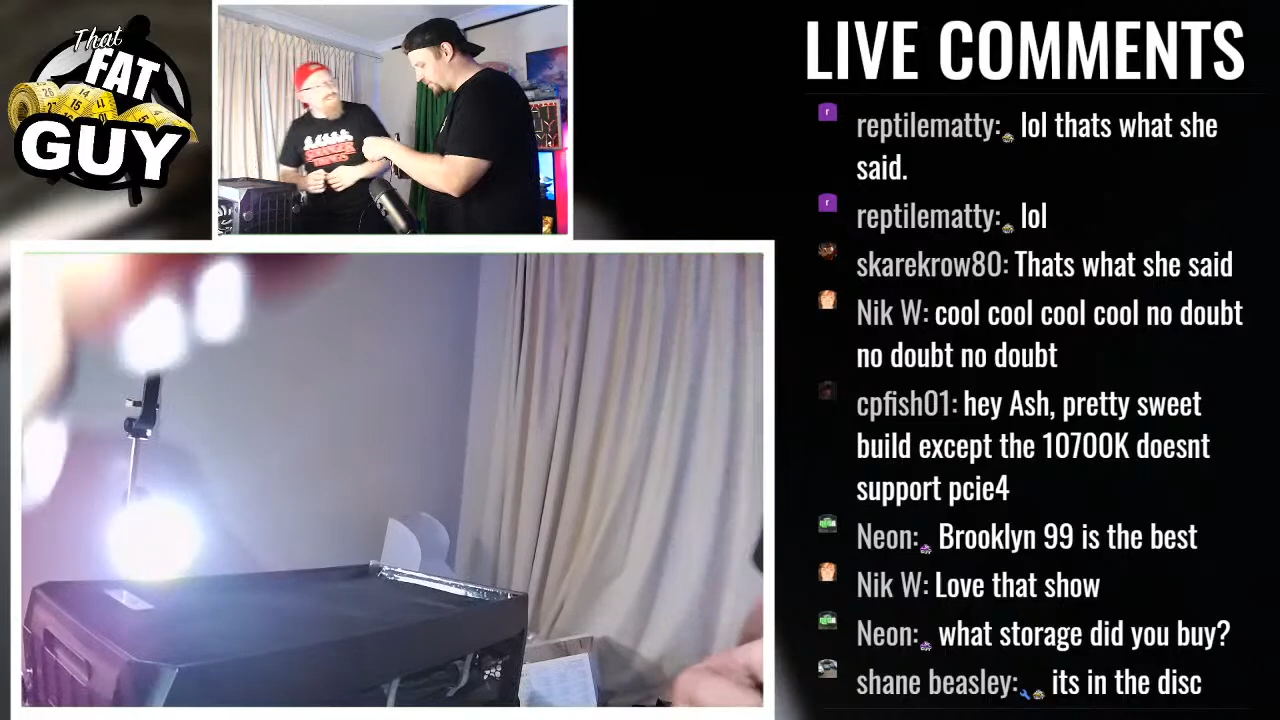 That
FAT
GUY
STRANGER
THINGS
LIVE COMMENTS
reptilematty: lol thats what she
said.
reptilematty: lol
skarekrow80: Thats what she said
Nik W: cool cool cool cool no doubt
no doubt no doubt
cpfish01: hey Ash, pretty sweet
build except the 10700K doesnt
support pcie4
Neon: Brooklyn 99 is the best
Nik W: Love that show
Neon: what storage did you buy?
shane beasley: its in the disc